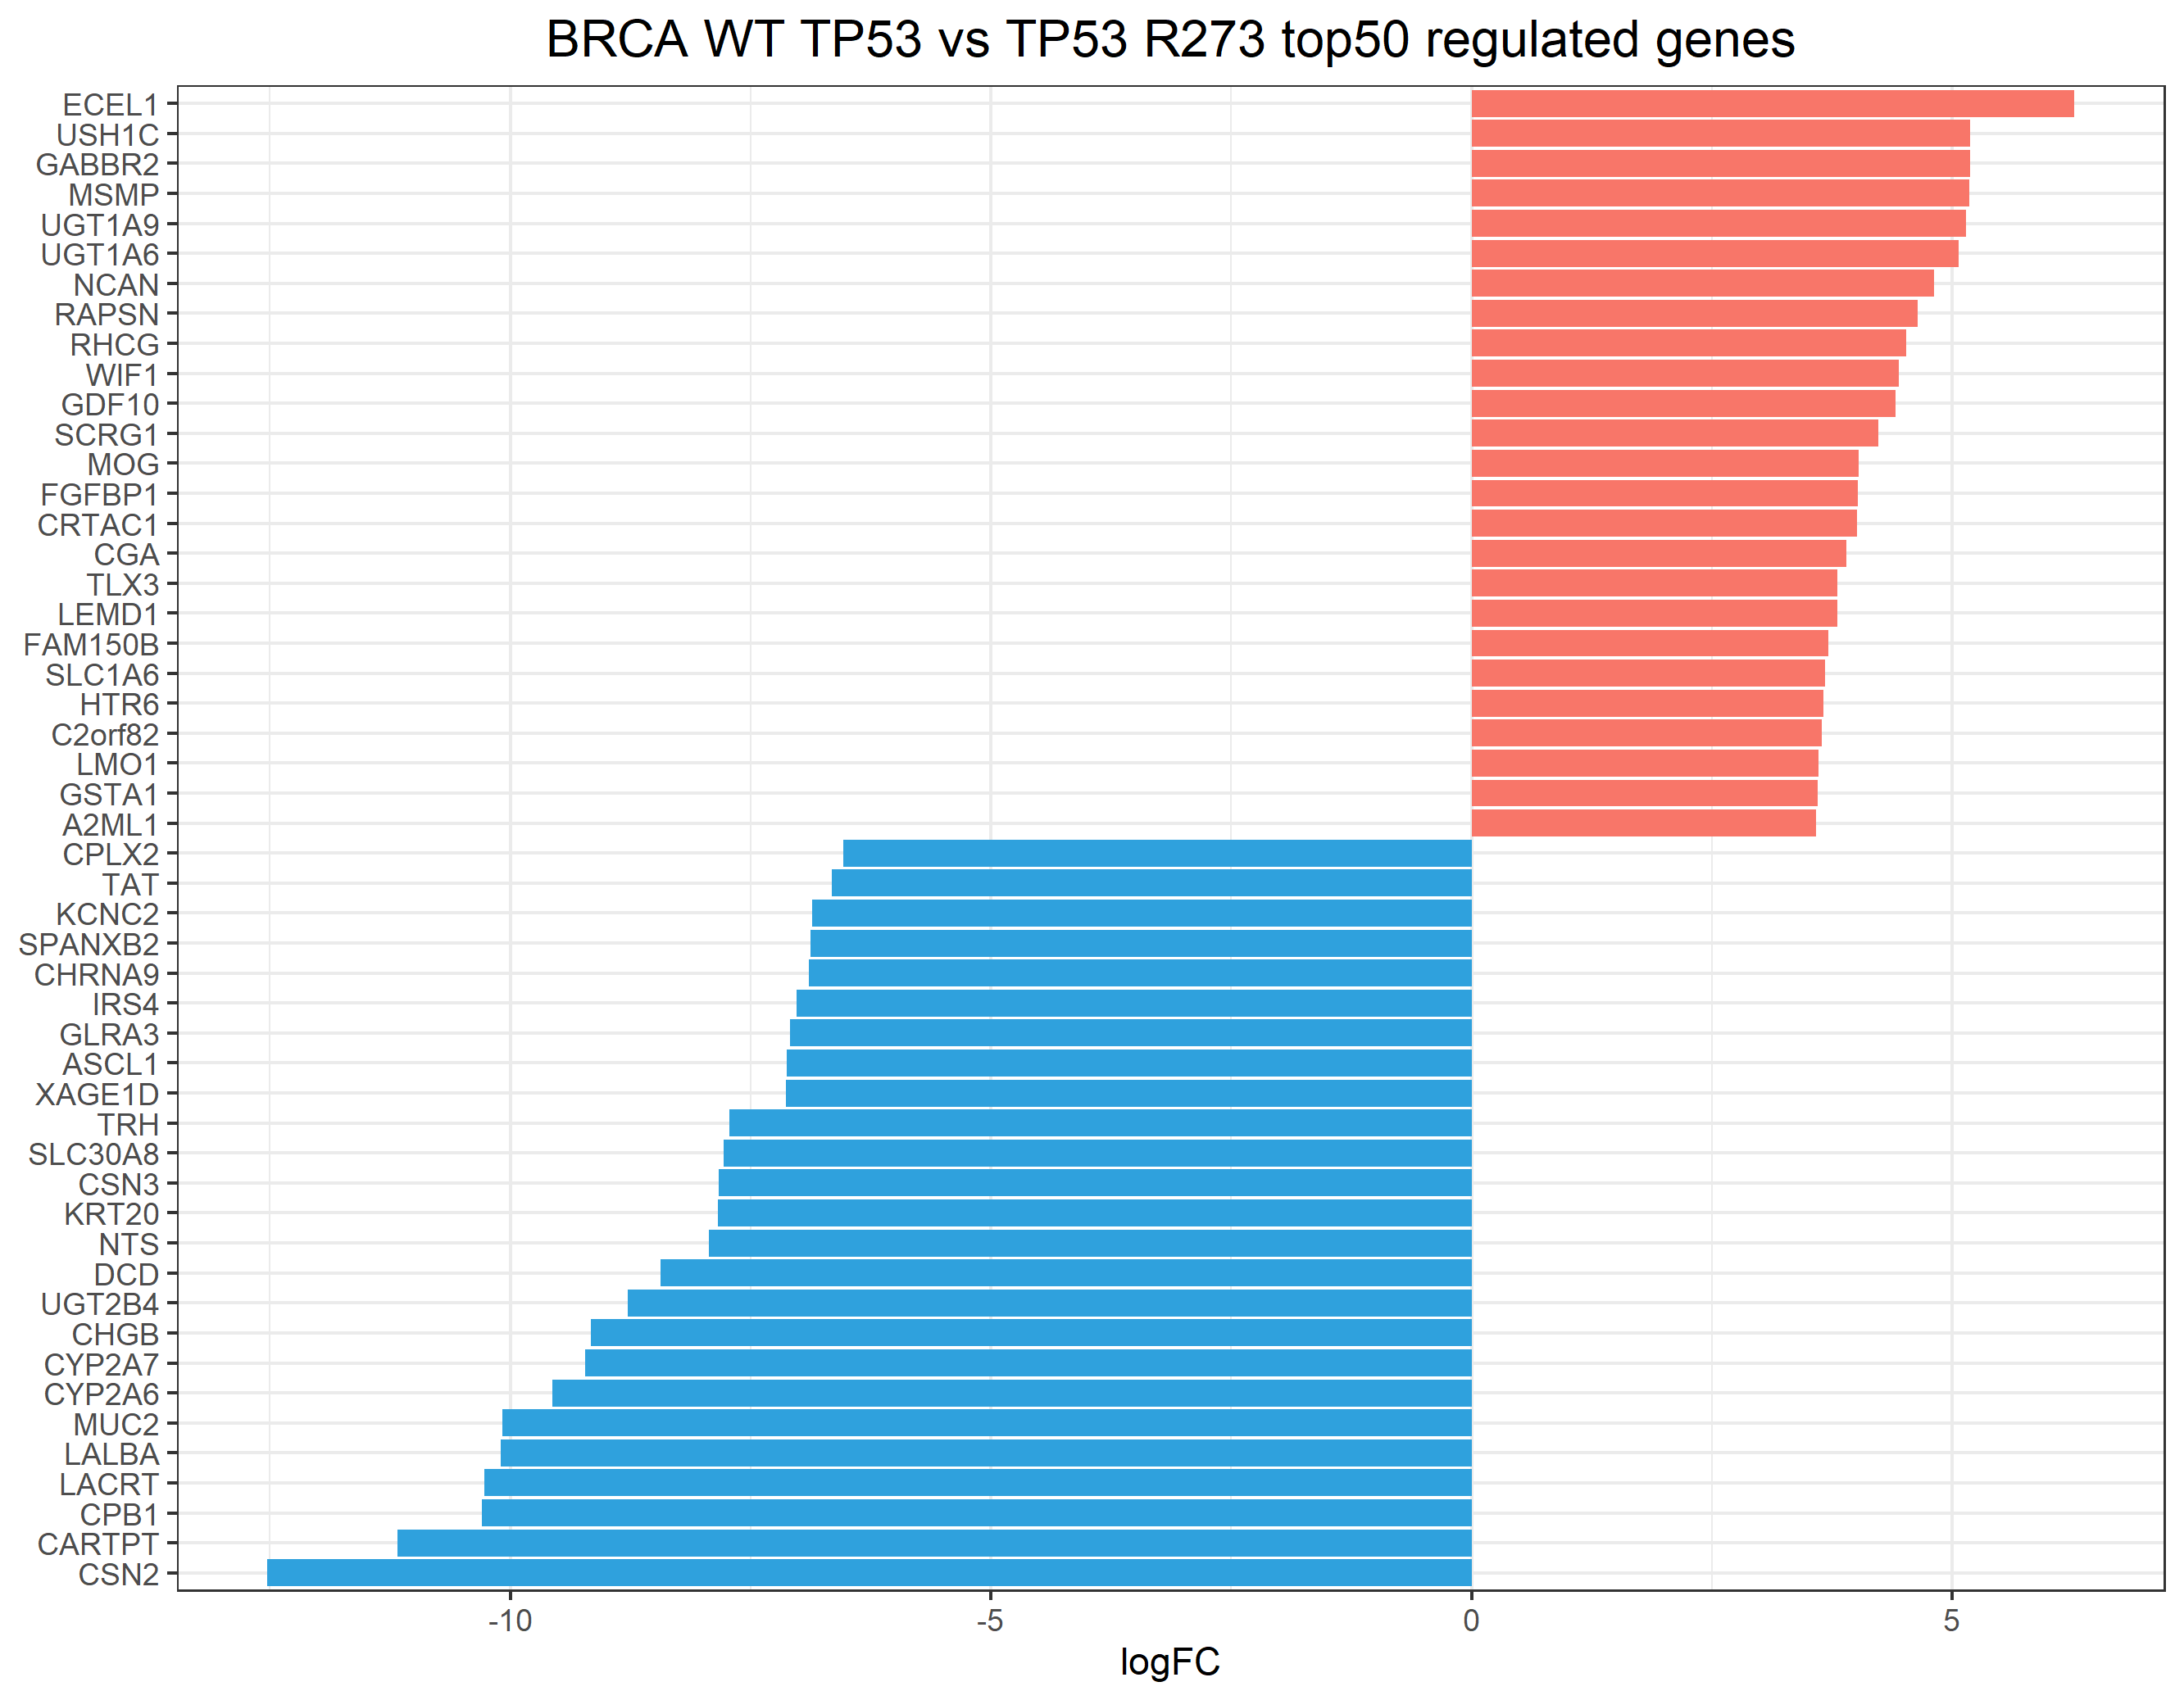 BRCA WT TP53 vs TP53 R273 top50 regulated genes
ECEL1
USH1C
GABBR2
MSMP
UGT1A9
UGT1A6
NCAN
RAPSN
RHCG
WIF1
GDF10
SCRG1
MOG
FGFBP1
CRTAC1
CGA
TLX3
LEMD1
FAM150B
SLC1A6
HTR6
C2orf82
LMO1
GSTA1
A2ML1
CPLX2
TAT
KCNC2
SPANXB2
CHRNA9
IRS4
GLRA3
ASCL1
XAGE1D
TRH
SLC30A8
CSN3
KRT20
NTS
DCD
UGT2B4
CHGB
CYP2A7
CYP2A6
MUC2
LALBA
LACRT
CPB1
CARTPT
CSN2
-10 -5 0 5
logFC